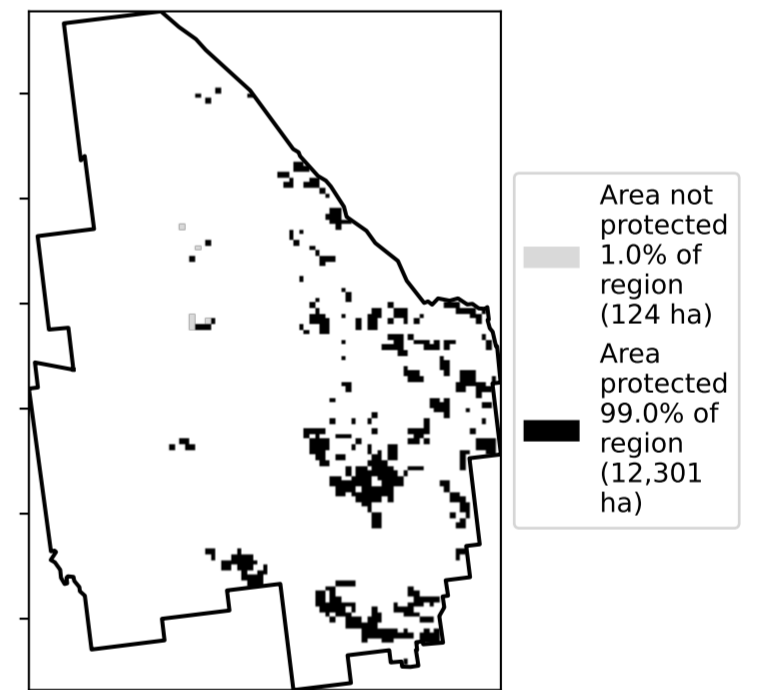 Area not
protected
1.0% of
region
(124 ha)
Area
protected
99.0% of
region
(12,301
ha)